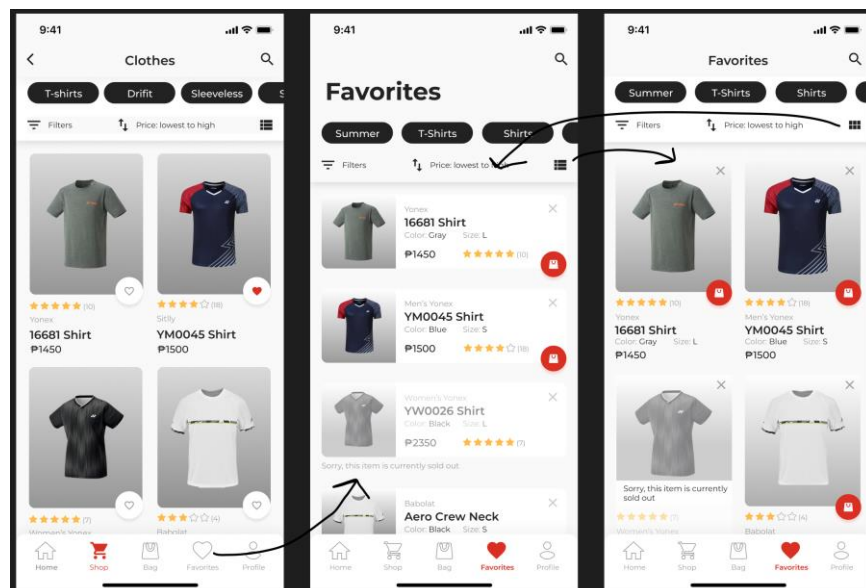 9:41
Clothes
T-shirts Drifit Sleeveless S
Filters Price: lowest to high
(10) (18)
Yonex Sitlly
16681 Shirt YM0045 Shirt
₱1450 ₱1500
(7) (4)
Women's Yonex Babolat
Home Shop Bag Favorites Profile
9:41
Favorites
Summer T-Shirts Shirts
Filters Price: lowest to high
Yonex
16681 Shirt
Color: Gray Size: L
₱1450 (10)
Men's Yonex
YM0045 Shirt
Color: Blue Size: S
₱1500 (18)
Women's Yonex
YW0026 Shirt
Color: Black Size: L
₱2350 (7)
Sorry, this item is currently sold out
Babolat
Aero Crew Neck
Color: Black Size: S
Home Shop Bag Favorites Profile
9:41
Favorites
Summer T-Shirts Shirts
Filters Price: lowest to high
(10) (18)
Yonex Men's Yonex
16681 Shirt YM0045 Shirt
Color: Gray Size: L Color: Blue Size: S
₱1450 ₱1500
Sorry, this item is currently
sold out
(7) (4)
Women's Yonex Babolat
Home Shop Bag Favorites Profile